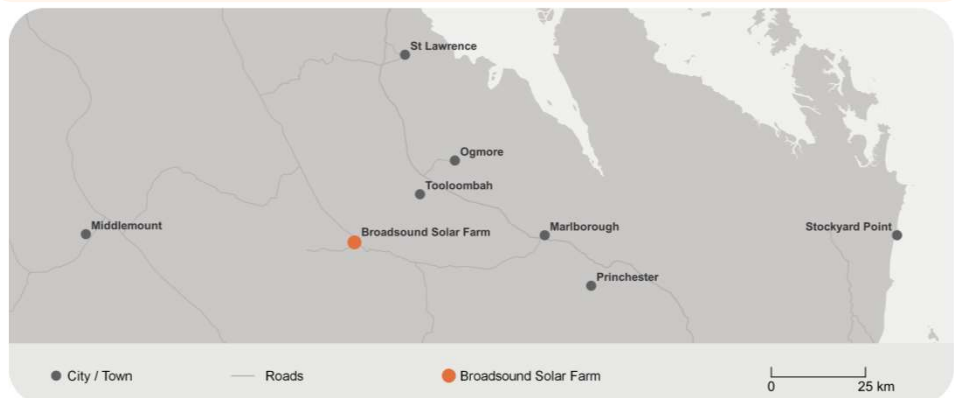 St Lawrence
Ogmore
Tooloombah
Middlemount
Broadsound Solar Farm
Marlborough
Stockyard Point
Princhester
City / Town
Roads
Broadsound Solar Farm
0 25 km